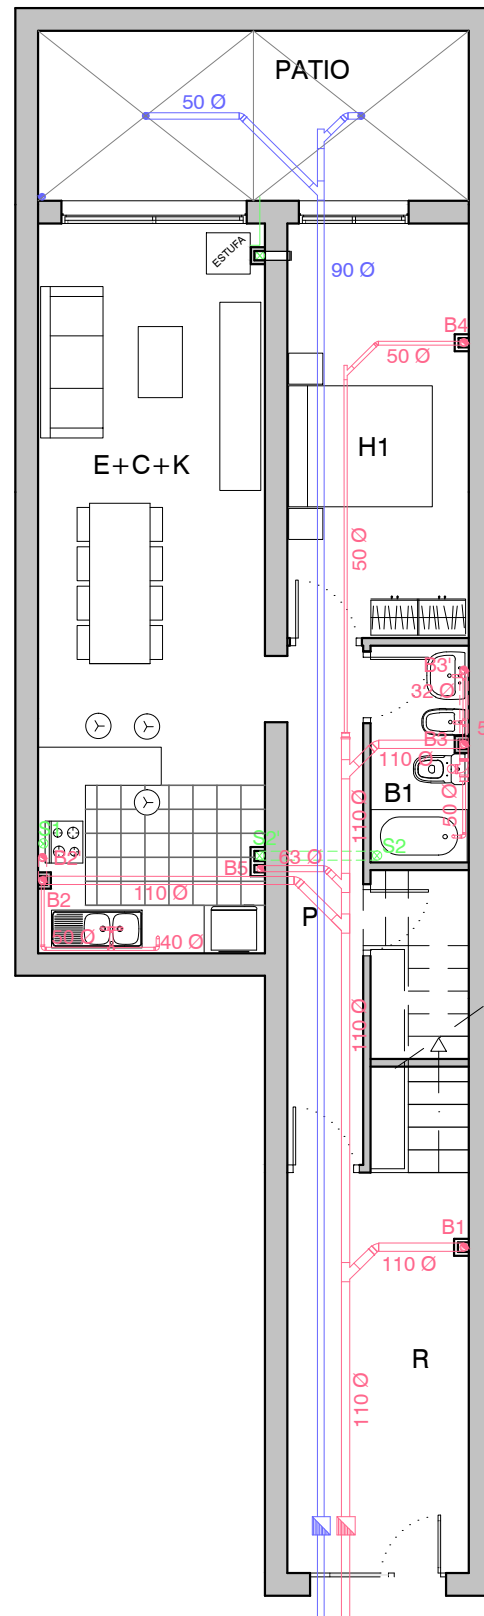 PATIO
50 Ø
ESTUFA
90 Ø
B4
50 Ø
E+C+K
H1
50 Ø
B3'
32 Ø
B3
110 Ø
B1
50 Ø
110 Ø
S1
S2
S2
B2'
63 Ø
B5
B2
110 Ø
P
50 Ø
40 Ø
110 Ø
B1
110 Ø
R
110 Ø